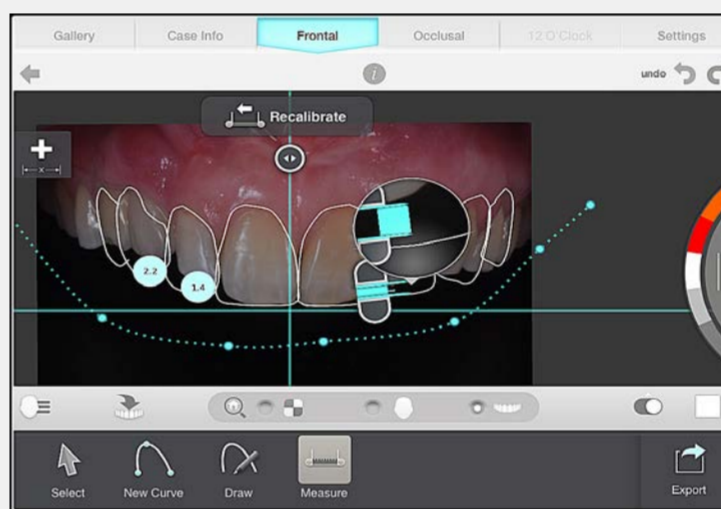 Gallery Case Info Frontal Occlusal 12 O'Clock Settings
i undo
Recalibrate
x
2.2
1.4
Select New Curve Draw Measure Export